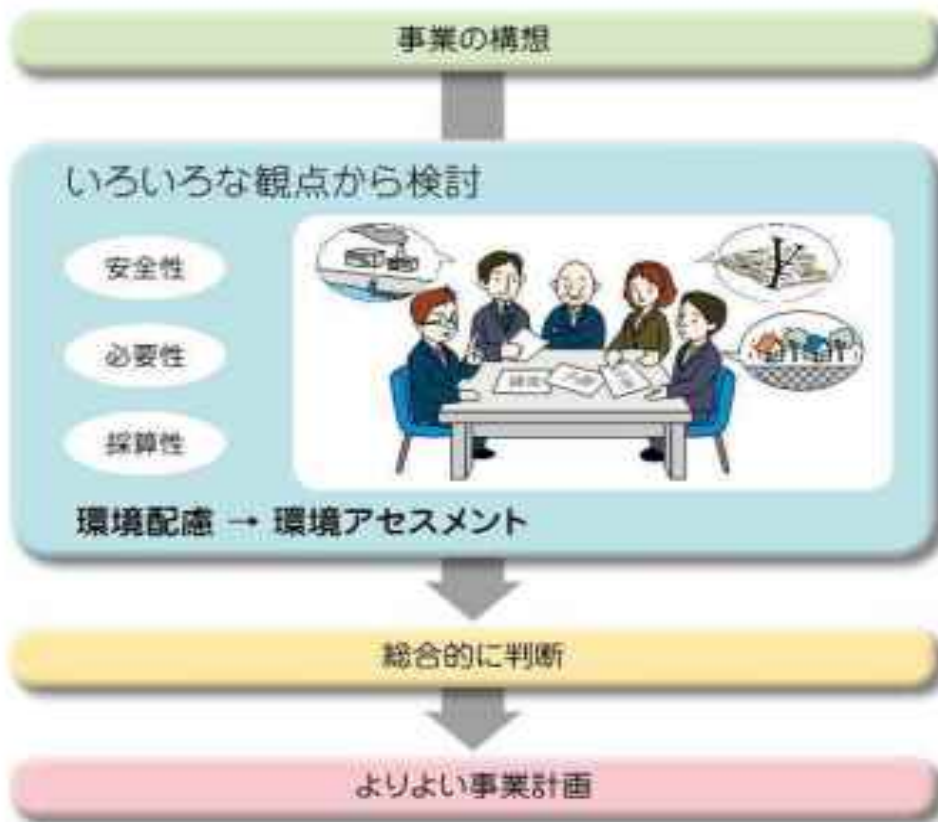 事業の構想
いろいろな観点から検討
安全性
必要性
採算性
環境配慮 → 環境アセスメント
総合的に判断
よりよい事業計画